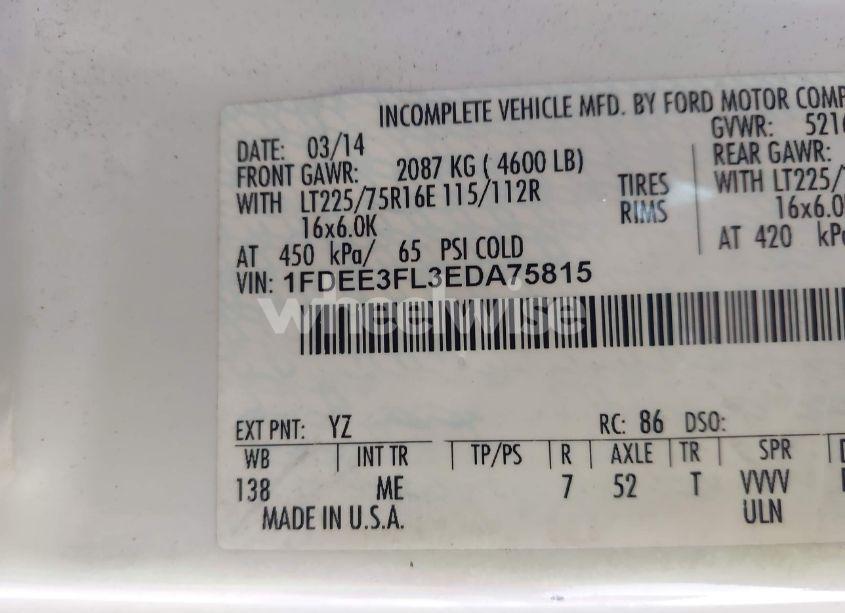 INCOMPLETE VEHICLE MFD. BY FORD MOTOR COMP
DATE: 03/14 GVWR: 521
FRONT GAWR: 2087 KG ( 4600 LB) REAR GAWR:
WITH LT225/75R16E 115/112R TIRES WITH LT225/
16x6.0K RIMS 16x6.0
AT 450 kPa/ 65 PSI COLD AT 420 kPa
VIN: 1FDEE3FL3EDA75815
wheelwise
EXT PNT: YZ RC: 86 DSO:
WB INT TR TP/PS R AXLE TR SPR
138 ME 7 52 T VVVV
MADE IN U.S.A. ULN